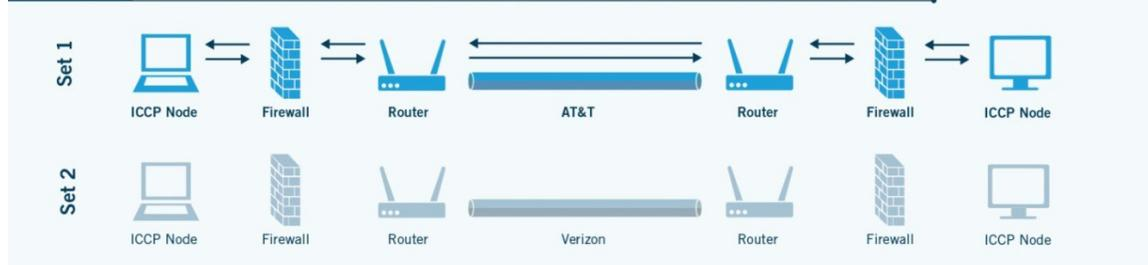 Set 1
ICCP Node Firewall Router AT&T Router Firewall ICCP Node
Set 2
ICCP Node Firewall Router Verizon Router Firewall ICCP Node